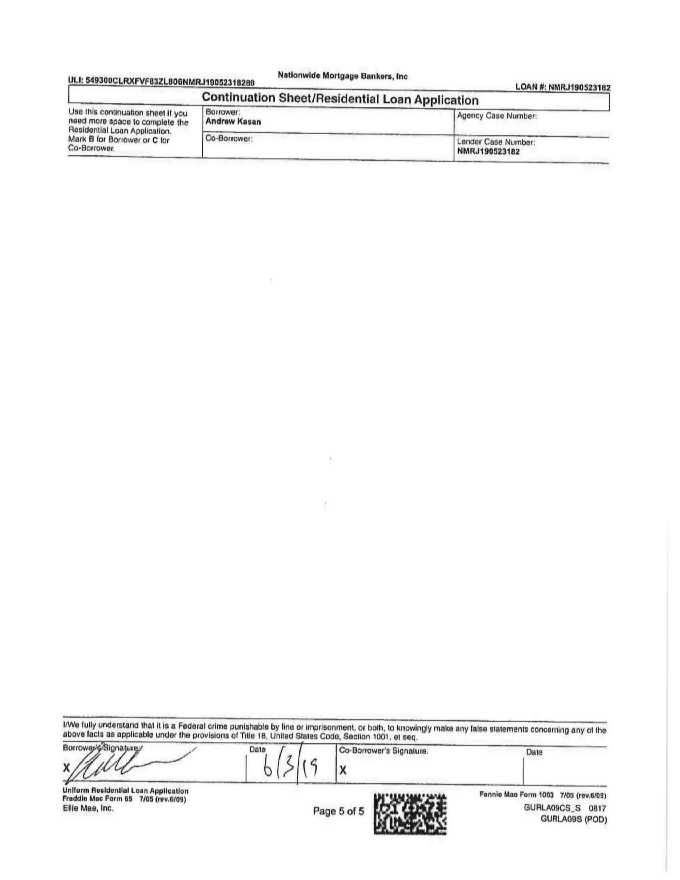 Nationwide Mortgage Bankers, Inc
ULI: 549300CLRXFVF83ZL806NMRJ19052318289
LOAN #: NMRJ190523182
Continuation Sheet/Residential Loan Application
Use this continuation sheet if you
need more space to complete the
Residential Loan Application.
Mark B for Borrower or C for
Co-Borrower.
Borrower:
Andrew Kasan
Agency Case Number:
Co-Borrower:
Lender Case Number:
NMRJ190523182
I/We fully understand that it is a Federal crime punishable by fine or imprisonment, or both, to knowingly make any false statements concerning any of the
above facts as applicable under the provisions of Title 18, United States Code, Section 1001, et seq.
Borrower's Signature:
X
Date
6/3/19
Co-Borrower's Signature:
X
Date
Uniform Residential Loan Application
Freddie Mac Form 65 7/05 (rev.6/09)
Ellie Mae, Inc.
Page 5 of 5
Fannie Mae Form 1003 7/05 (rev.6/09)
GURLA09CS_S 0817
GURLA09S (POD)